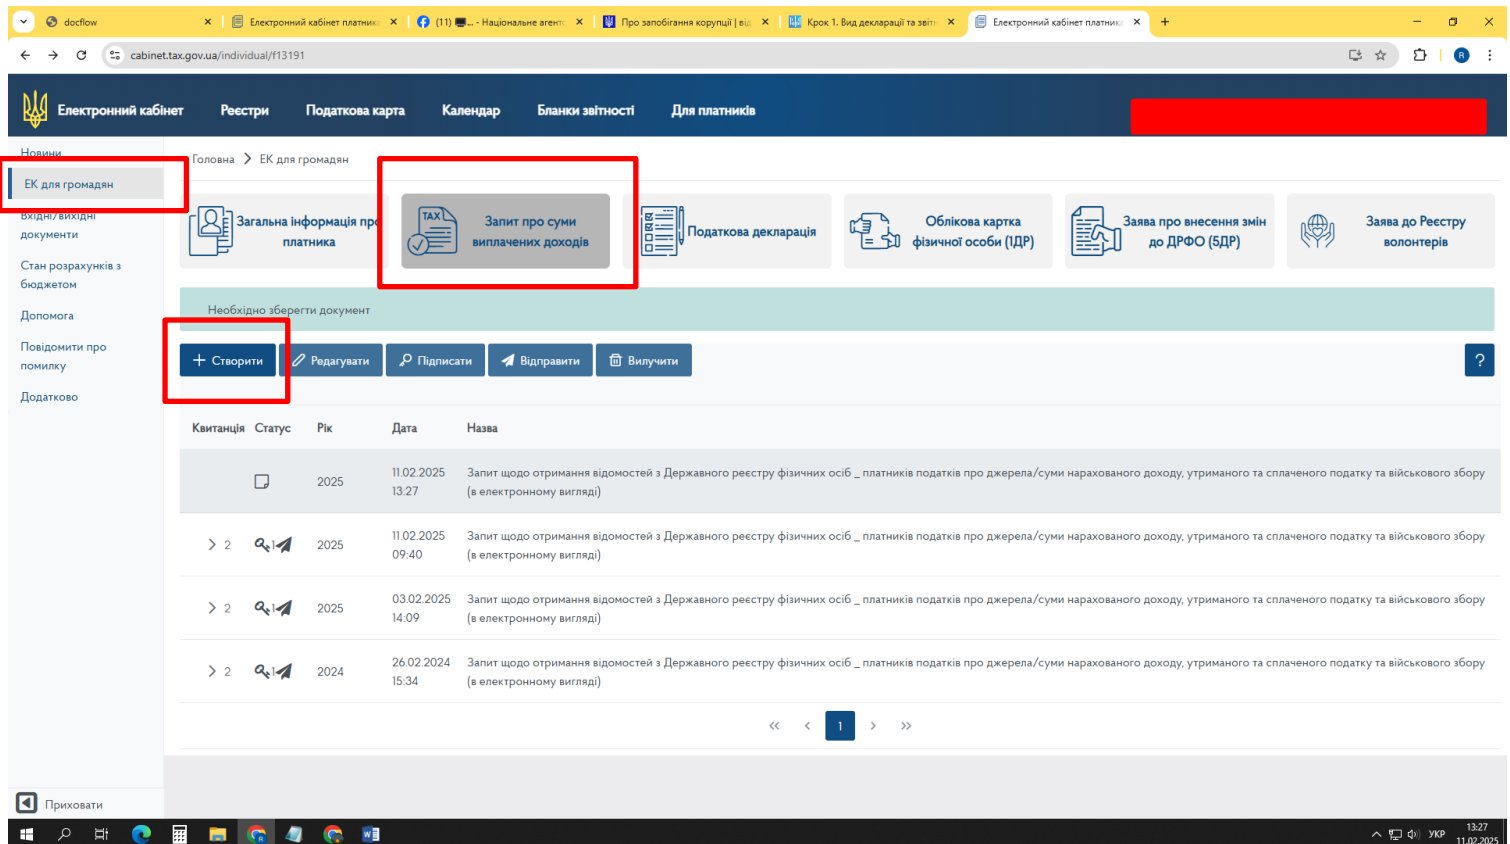 docflow
Електронний кабінет платника
(11) ... - Національне агентс
Про запобігання корупції | від
Крок 1. Вид декларації та звітн
Електронний кабінет платника
cabinet.tax.gov.ua/individual/f13191
R
Електронний кабінет
Реєстри
Податкова карта
Календар
Бланки звітності
Для платників
Новини
ЕК для громадян
Вхідні/вихідні
документи
Стан розрахунків з
бюджетом
Допомога
Повідомити про
помилку
Додатково
Приховати
Головна > ЕК для громадян
Загальна інформація про
платника
TAX
Запит про суми
виплачених доходів
Податкова декларація
Облікова картка
фізичної особи (1ДР)
Заява про внесення змін
до ДРФО (5ДР)
Заява до Реєстру
волонтерів
Необхідно зберегти документ
+ Створити
Редагувати
Підписати
Відправити
Вилучити
?
Квитанція Статус Рік Дата Назва
2025 11.02.2025 Запит щодо отримання відомостей з Державного реєстру фізичних осіб _ платників податків про джерела/суми нарахованого доходу, утриманого та сплаченого податку та військового збору
13:27 (в електронному вигляді)
> 2 1 2025 11.02.2025 Запит щодо отримання відомостей з Державного реєстру фізичних осіб _ платників податків про джерела/суми нарахованого доходу, утриманого та сплаченого податку та військового збору
09:40 (в електронному вигляді)
> 2 1 2025 03.02.2025 Запит щодо отримання відомостей з Державного реєстру фізичних осіб _ платників податків про джерела/суми нарахованого доходу, утриманого та сплаченого податку та військового збору
14:09 (в електронному вигляді)
> 2 1 2024 26.02.2024 Запит щодо отримання відомостей з Державного реєстру фізичних осіб _ платників податків про джерела/суми нарахованого доходу, утриманого та сплаченого податку та військового збору
15:34 (в електронному вигляді)
<< < 1 > >>
УКР
13:27
11.02.2025